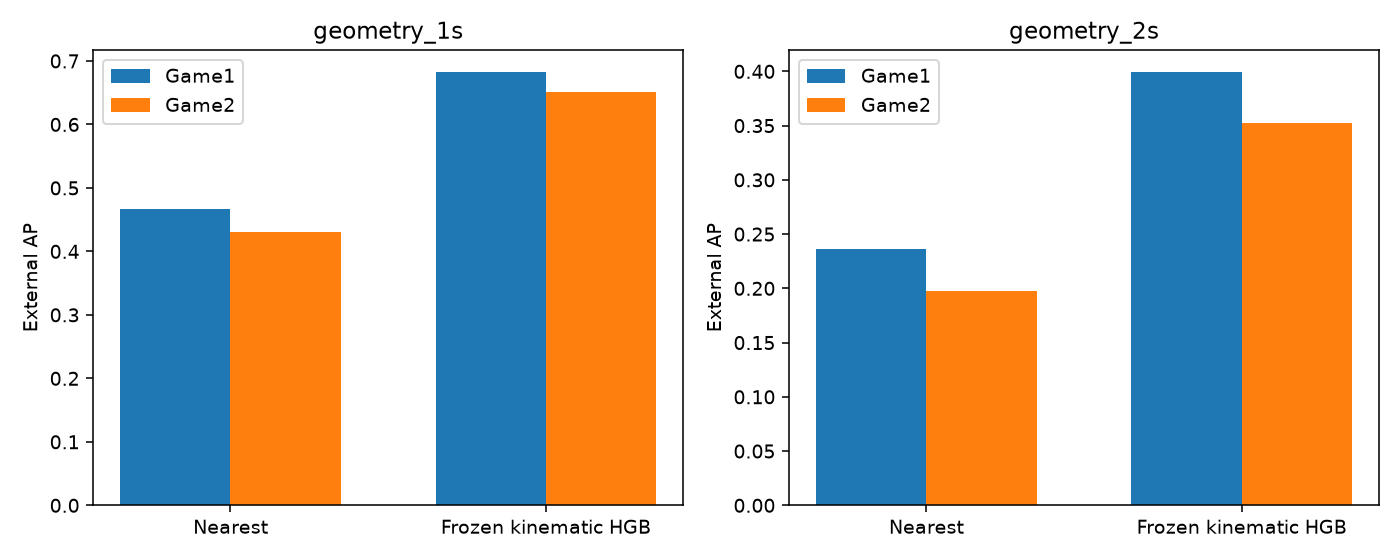 geometry_1s
External AP
0.7
0.6
0.5
0.4
0.3
0.2
0.1
0.0
Game1
Game2
Nearest
Frozen kinematic HGB
geometry_2s
External AP
0.40
0.35
0.30
0.25
0.20
0.15
0.10
0.05
0.00
Game1
Game2
Nearest
Frozen kinematic HGB